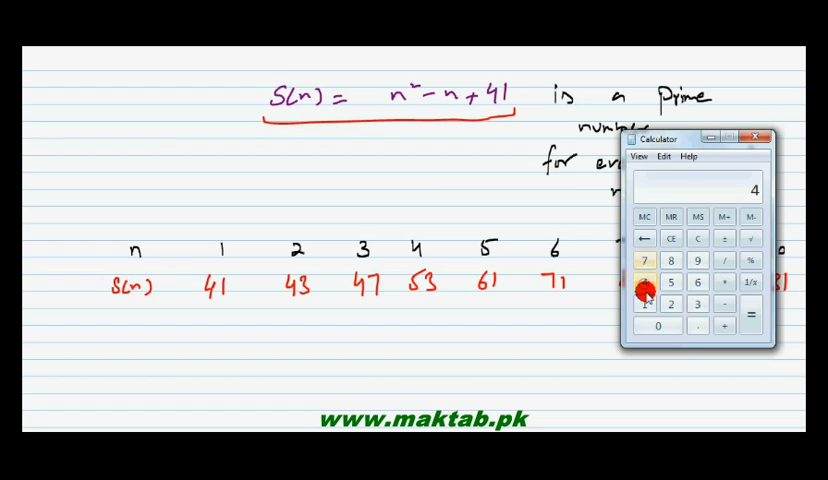 S(n) = n² - n + 41 is a prime
number
for
Calculator
View Edit Help
4
MC MR MS M+ M-
← CE C ± √
7 8 9 / %
5 6 * 1/x
1 2 3 - =
0 . +
n 1 2 3 4 5 6
S(n) 41 43 47 53 61 71
www.maktab.pk